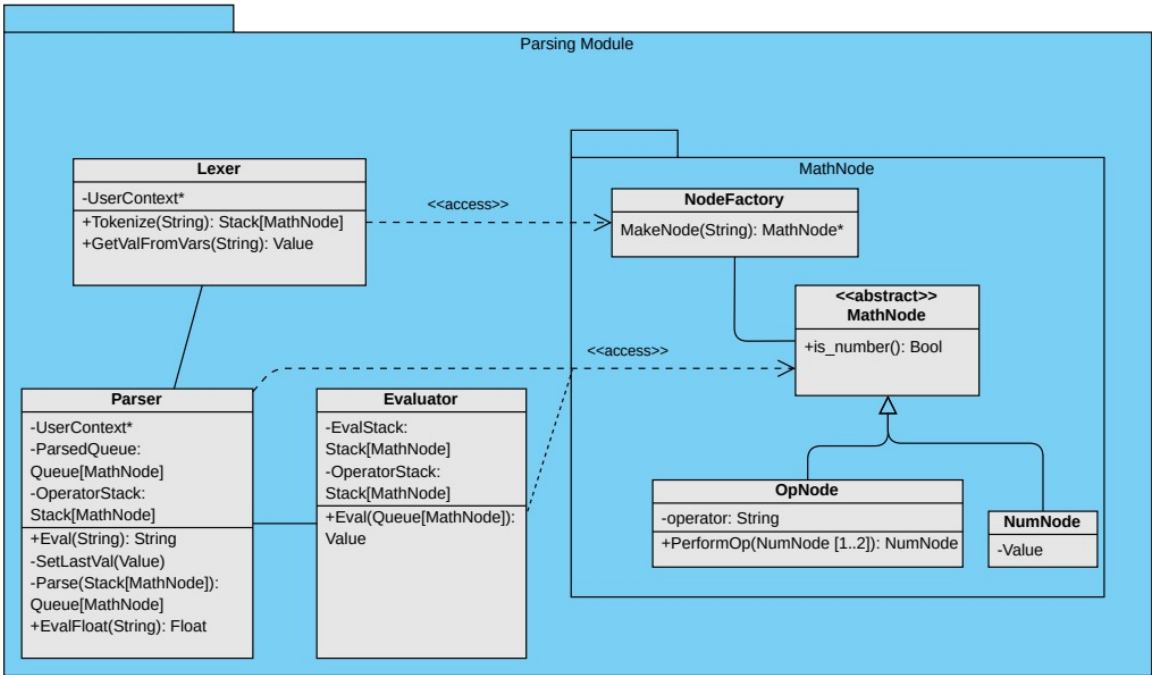 Parsing Module
Lexer
-UserContext*
+Tokenize(String): Stack[MathNode]
+GetValFromVars(String): Value
<<access>>
MathNode
NodeFactory
MakeNode(String): MathNode*
<<abstract>>
MathNode
+is_number(): Bool
<<access>>
Parser
-UserContext*
-ParsedQueue:
Queue[MathNode]
-OperatorStack:
Stack[MathNode]
+Eval(String): String
-SetLastVal(Value)
-Parse(Stack[MathNode]):
Queue[MathNode]
+EvalFloat(String): Float
Evaluator
-EvalStack:
Stack[MathNode]
-OperatorStack:
Stack[MathNode]
+Eval(Queue[MathNode]):
Value
OpNode
-operator: String
+PerformOp(NumNode [1..2]): NumNode
NumNode
-Value